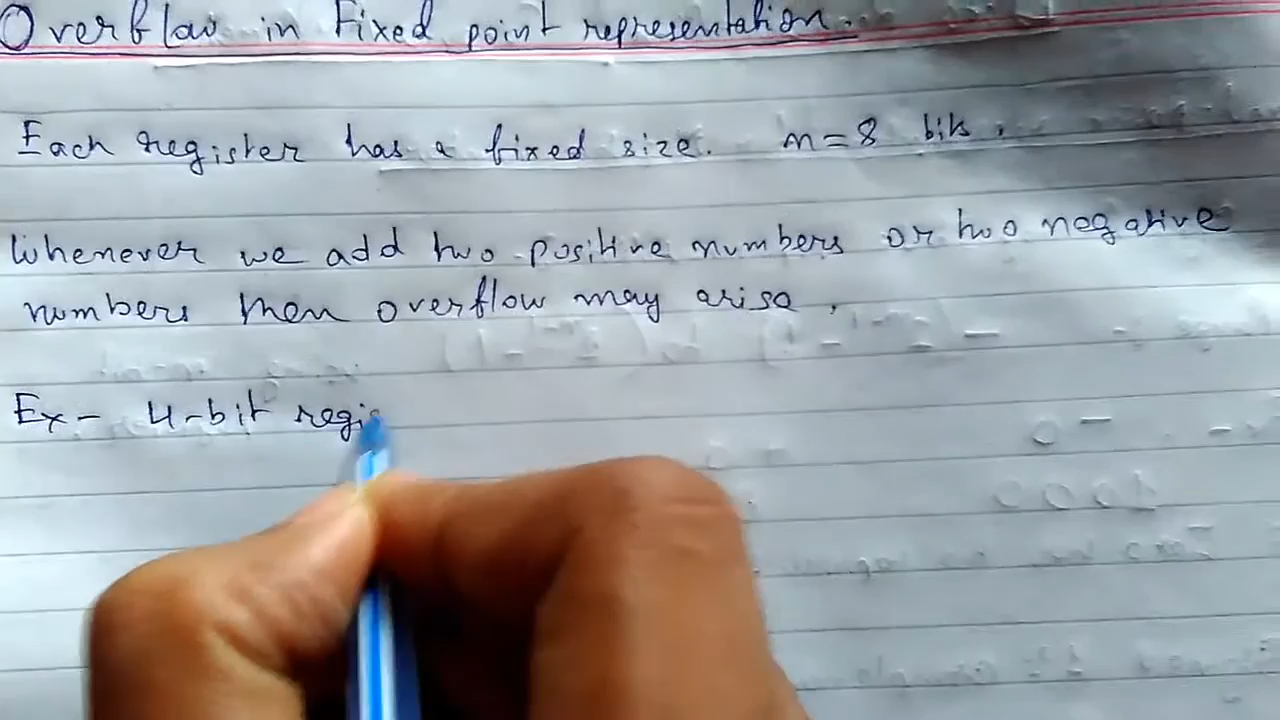 Overflow in Fixed point representation.
Each register has a fixed size. n=8 bits.
Whenever we add two positive numbers or two negative
numbers then overflow may arise.
Ex- 4-bit regi